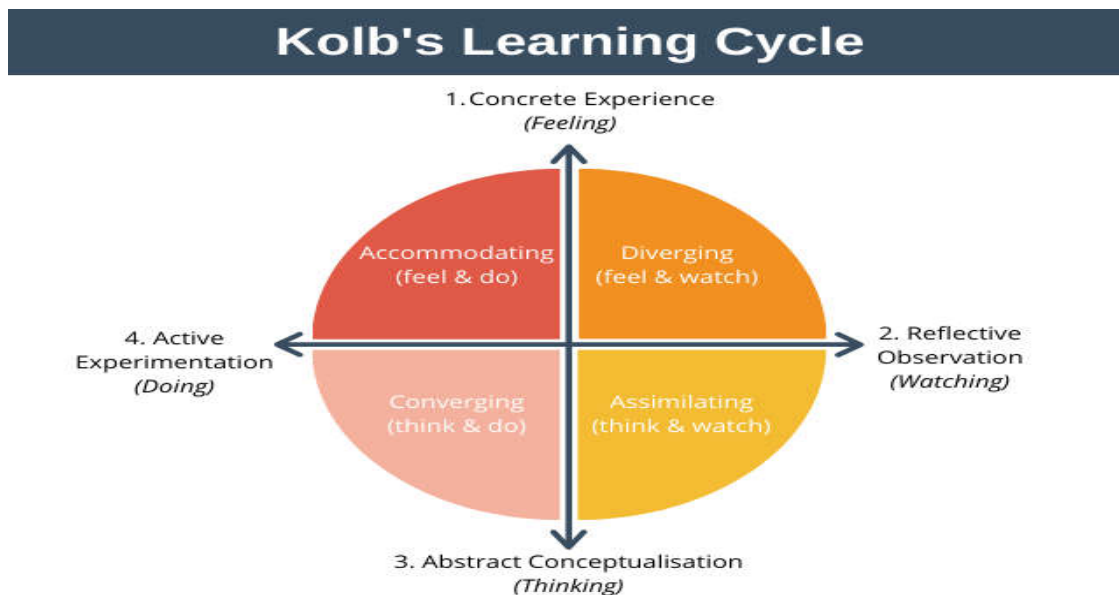 Kolb's Learning Cycle
1. Concrete Experience
(Feeling)
Accommodating
(feel & do)
Diverging
(feel & watch)
4. Active
Experimentation
(Doing)
2. Reflective
Observation
(Watching)
Converging
(think & do)
Assimilating
(think & watch)
3. Abstract Conceptualisation
(Thinking)